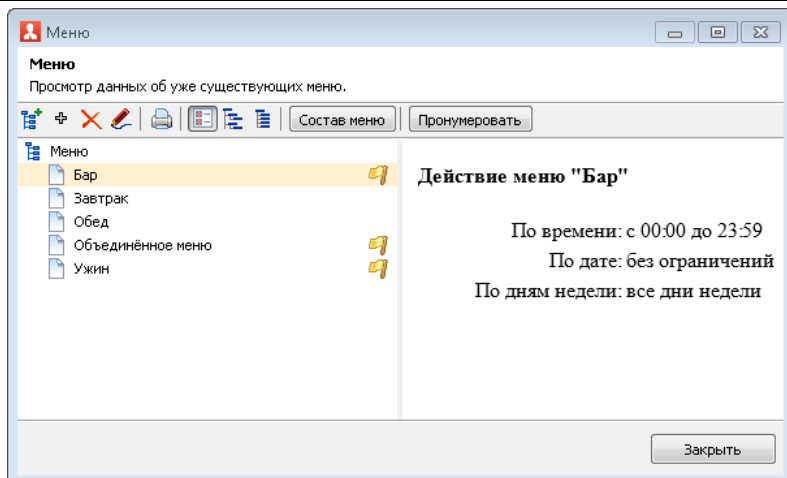 Меню
Меню
Просмотр данных об уже существующих меню.
Состав меню Пронумеровать
Меню
Бар
Завтрак
Обед
Объединённое меню
Ужин
Действие меню "Бар"
По времени: с 00:00 до 23:59
По дате: без ограничений
По дням недели: все дни недели
Закрыть